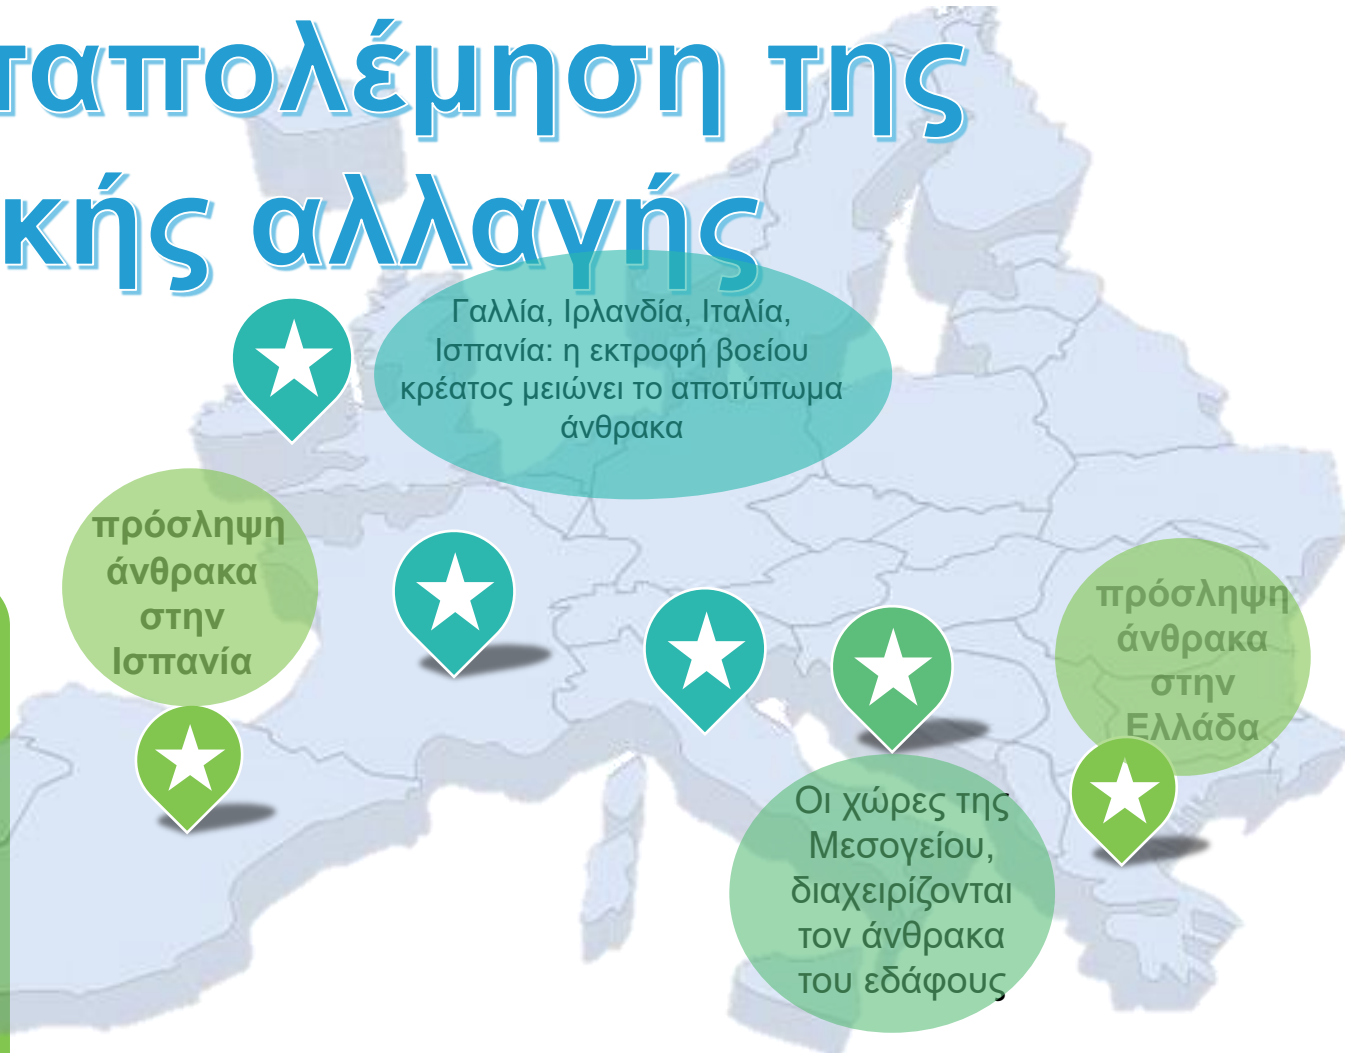 ταπολέμηση της
κής αλλαγής
Γαλλία, Ιρλανδία, Ιταλία,
Ισπανία: η εκτροφή βοείου
κρέατος μειώνει το αποτύπωμα
άνθρακα
πρόσληψη
άνθρακα
στην
Ισπανία
πρόσληψη
άνθρακα
στην
Ελλάδα
Οι χώρες της
Μεσογείου,
διαχειρίζονται
τον άνθρακα
του εδάφους